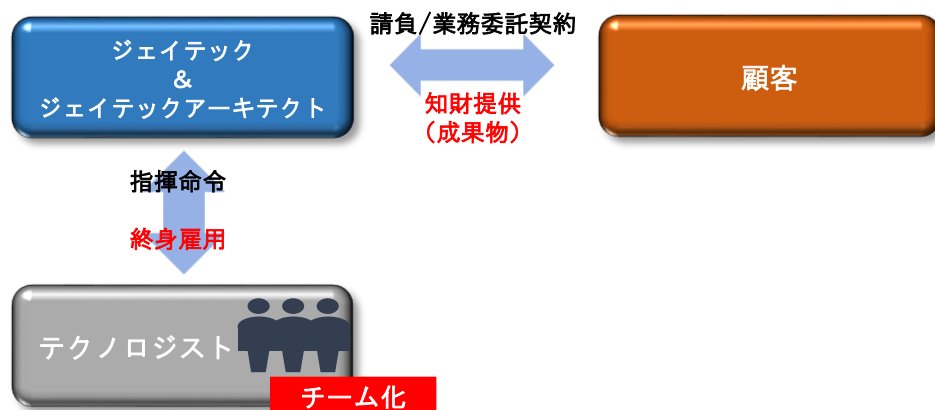 請負/業務委託契約
ジェイテック
&
ジェイテックアーキテクト
顧客
知財提供
（成果物）
指揮命令
終身雇用
テクノロジスト
チーム化